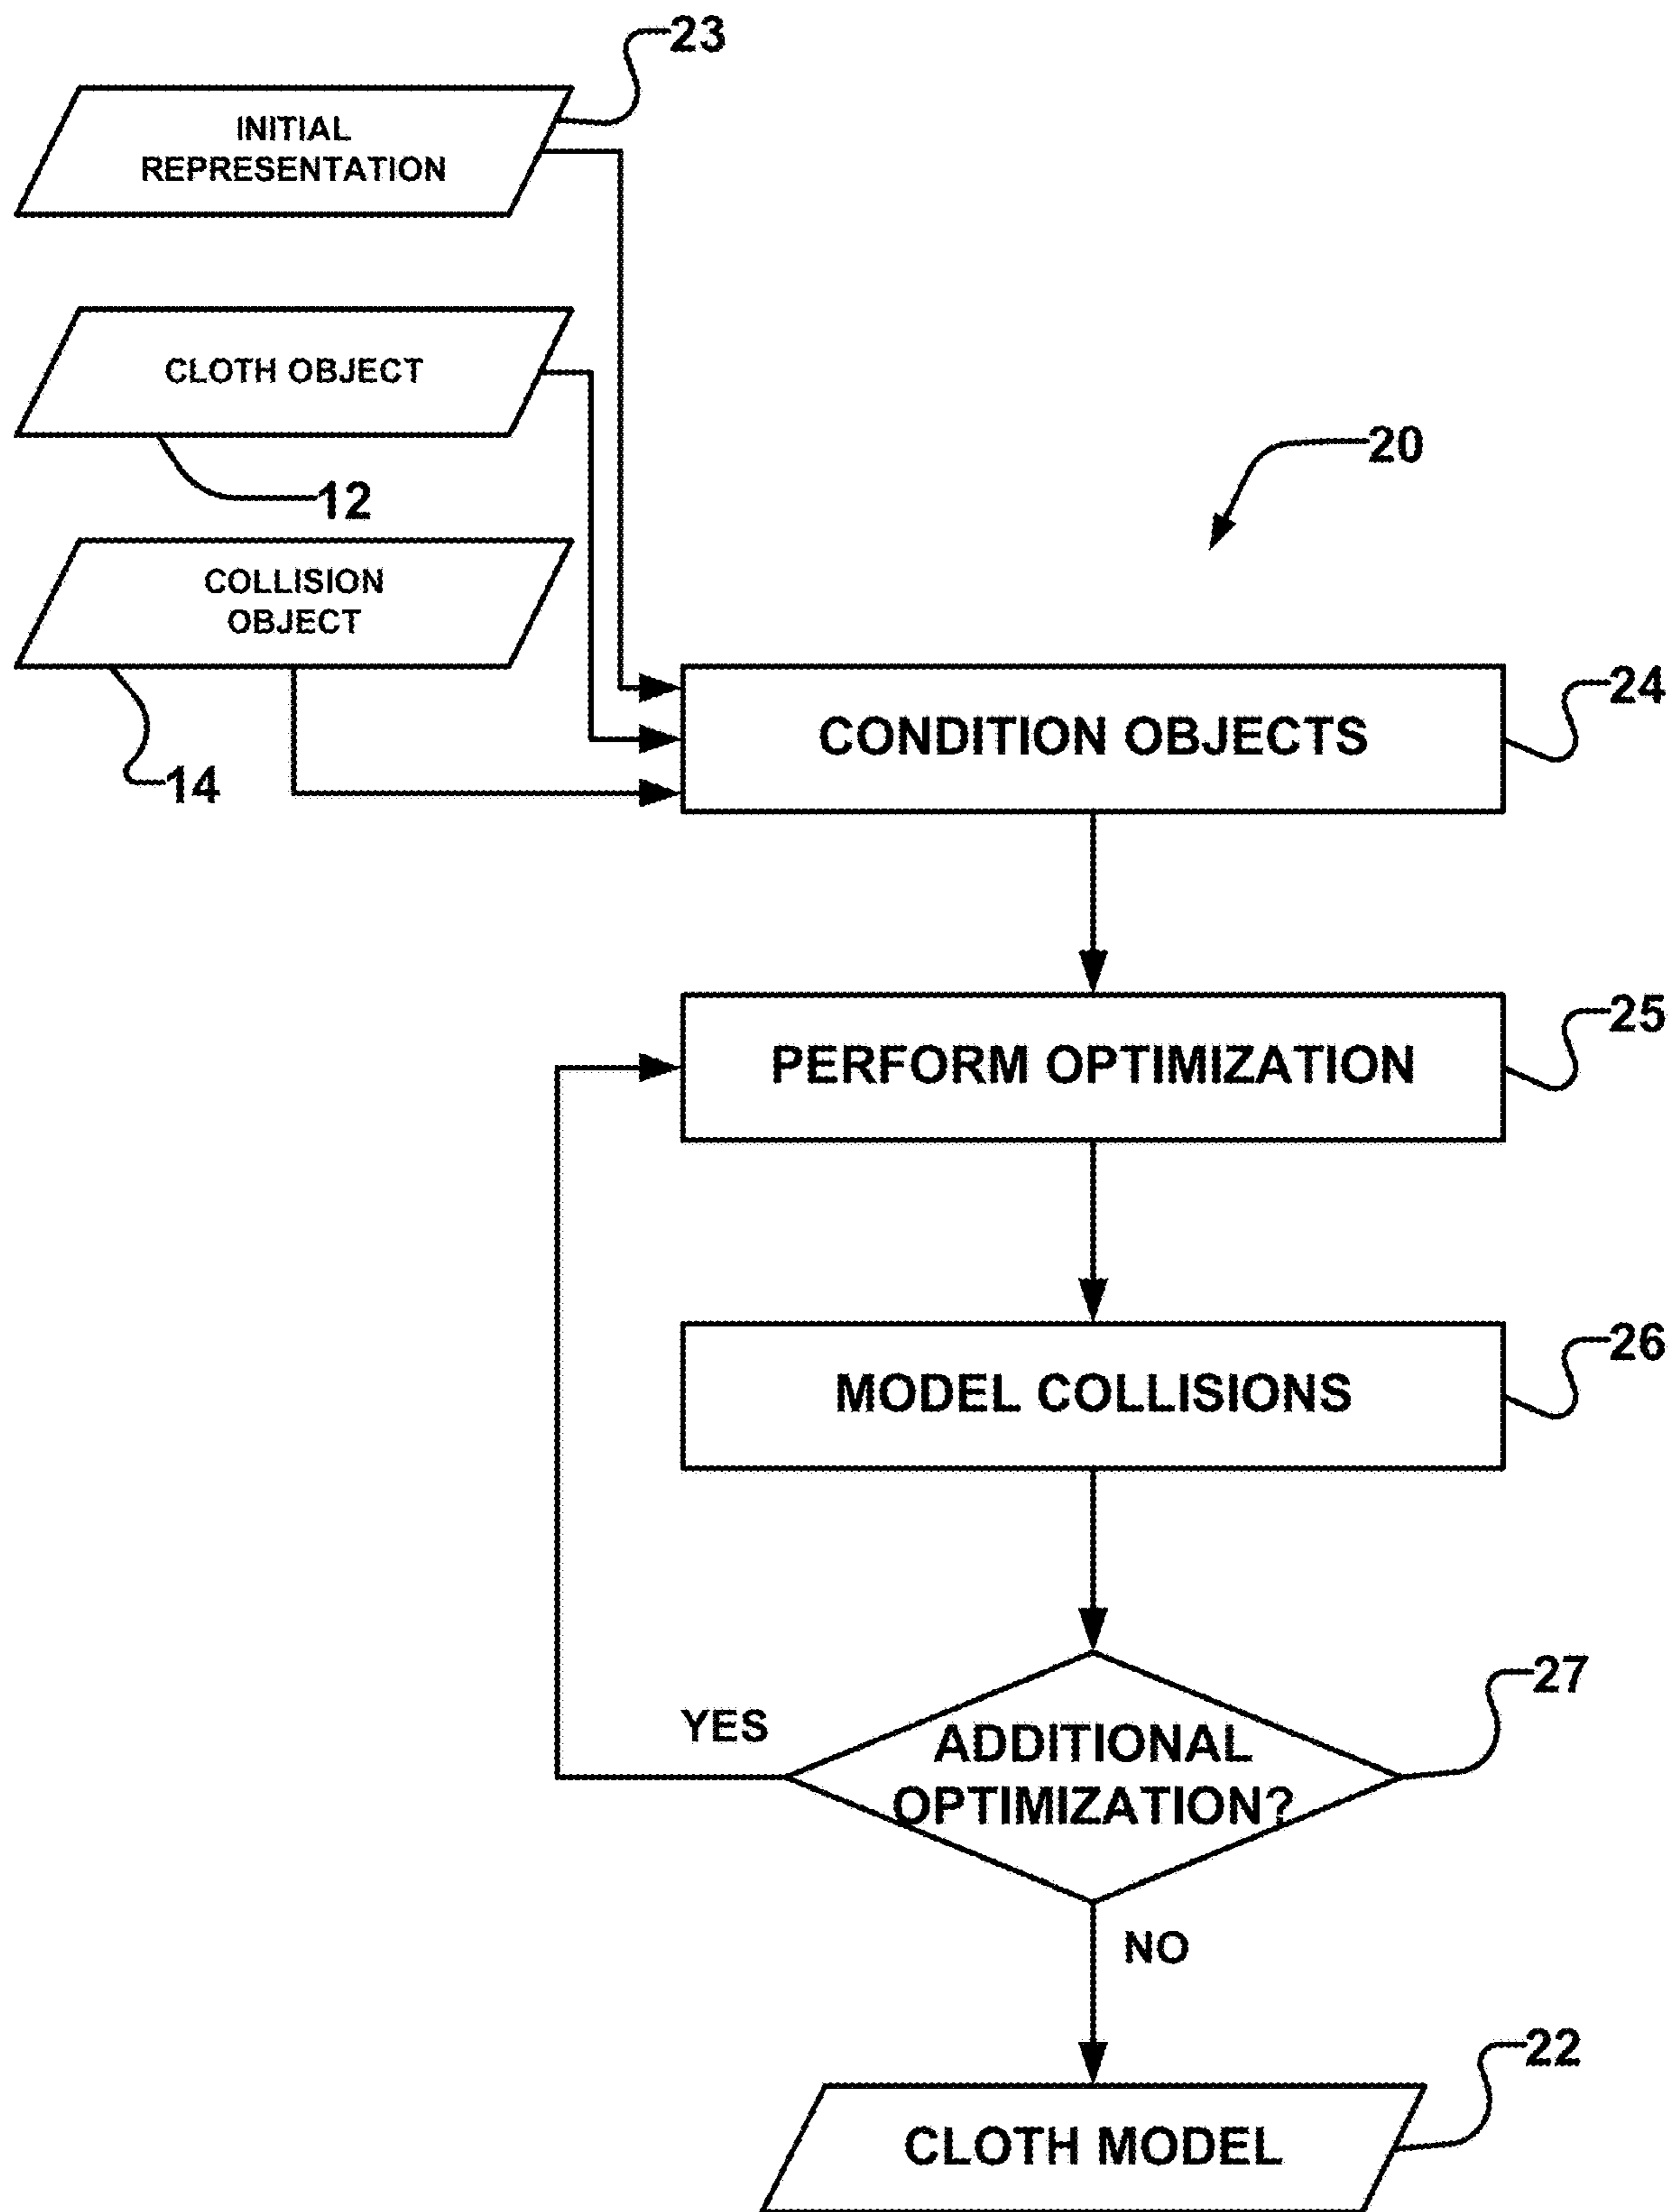 23
INITIAL
REPRESENTATION
CLOTH OBJECT
12
20
COLLISION
OBJECT
14
CONDITION OBJECTS
24
PERFORM OPTIMIZATION
25
MODEL COLLISIONS
26
YES
ADDITIONAL
OPTIMIZATION?
27
NO
22
CLOTH MODEL